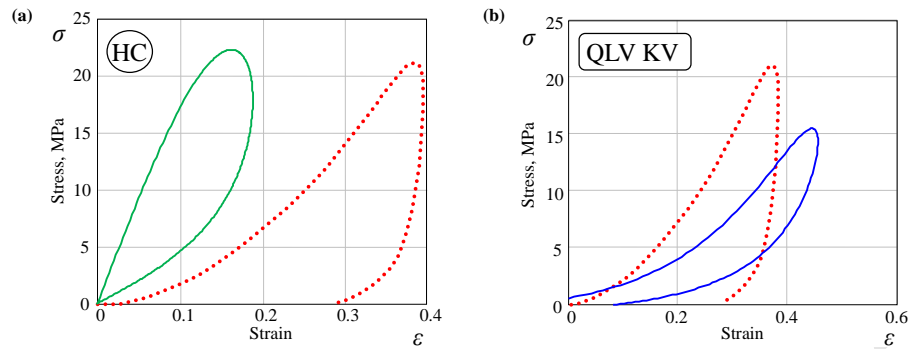 (a)
σ
HC
25
20
15
10
5
0
Stress, MPa
0
0.1
0.2
0.3
0.4
Strain
ε
(b)
σ
QLV KV
25
20
15
10
5
0
Stress, MPa
0
0.2
0.4
0.6
Strain
ε